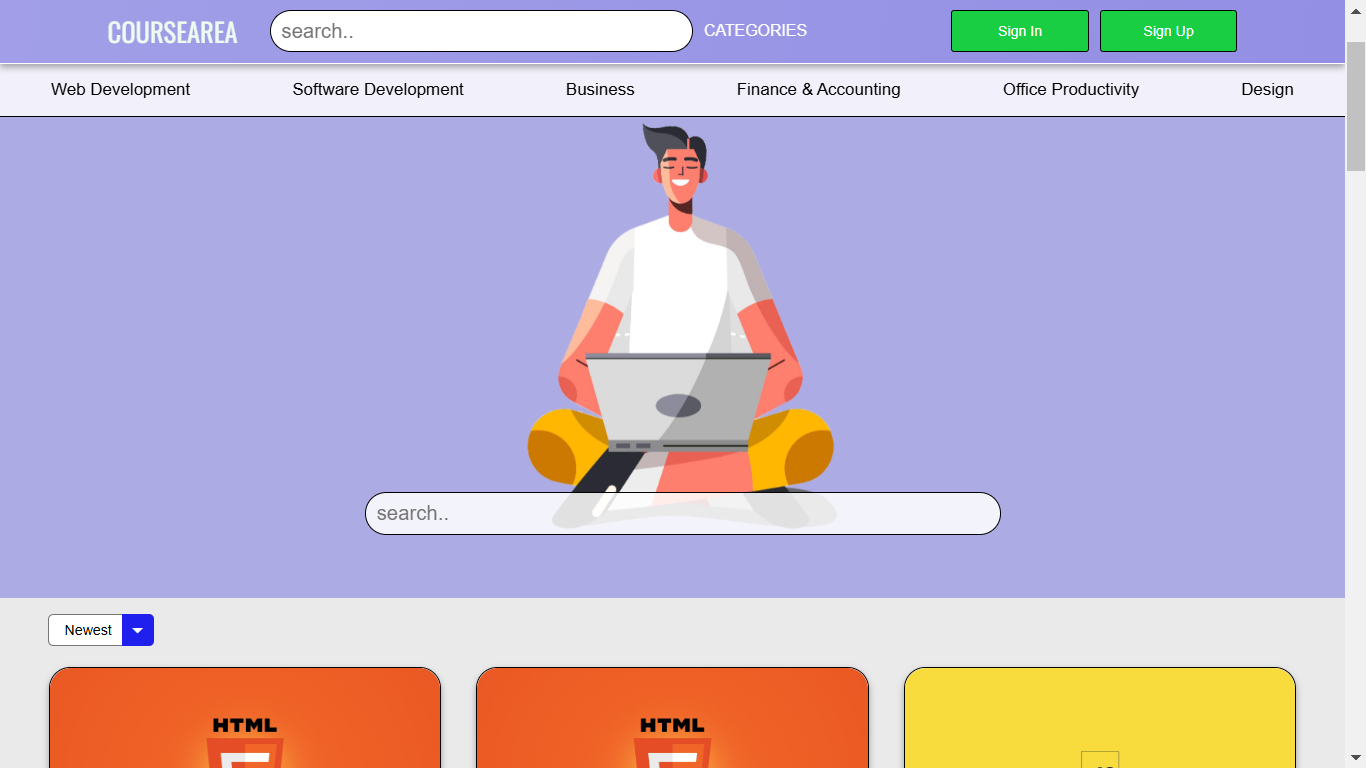 COURSEAREA search.. CATEGORIES Sign In Sign Up
Web Development Software Development Business Finance & Accounting Office Productivity Design
search..
Newest
HTML HTML